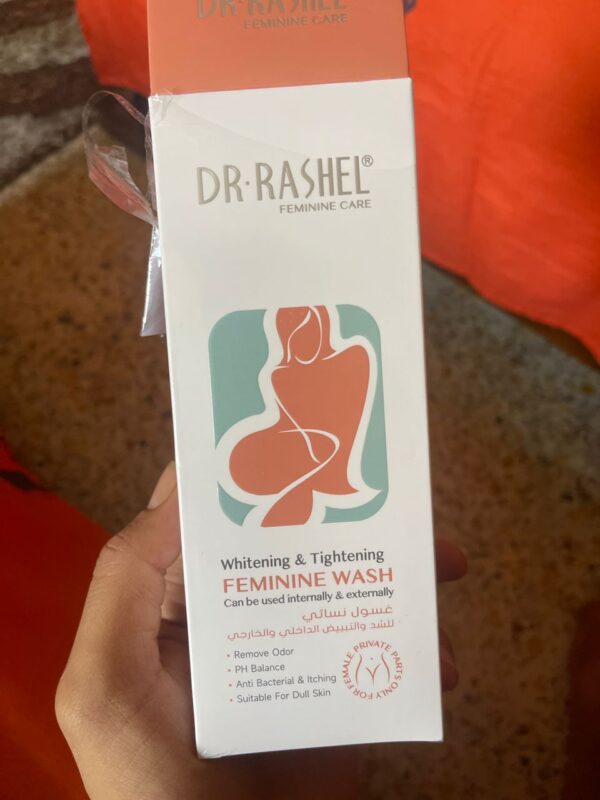 DR·RASHEL
FEMININE CARE
DR·RASHEL®
FEMININE CARE
Whitening & Tightening
FEMININE WASH
Can be used internally & externally
غسول نسائي
للشد والتبييض الداخلي والخارجي
• Remove Odor
• PH Balance
• Anti Bacterial & Itching
• Suitable For Dull Skin
FOR FEMALE PRIVATE PARTS ONLY